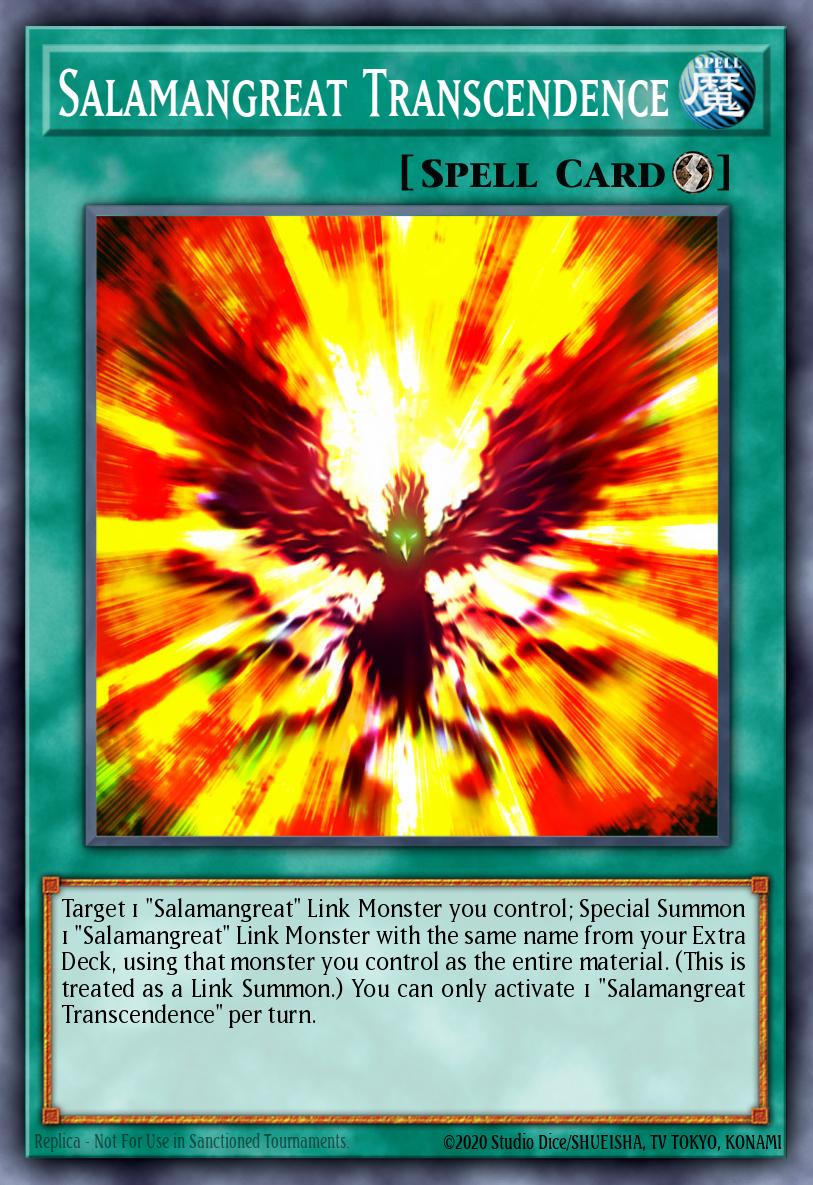 Salamangreat Transcendence
SPELL
魔
[Spell Card]
Target 1 "Salamangreat" Link Monster you control; Special Summon
1 "Salamangreat" Link Monster with the same name from your Extra
Deck, using that monster you control as the entire material. (This is
treated as a Link Summon.) You can only activate 1 "Salamangreat
Transcendence" per turn.
Replica - Not For Use in Sanctioned Tournaments.
©2020 Studio Dice/SHUEISHA, TV TOKYO, KONAMI